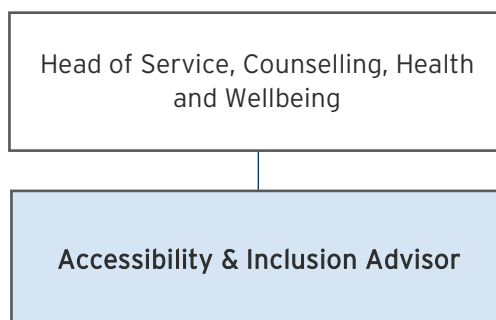 Head of Service, Counselling, Health
and Wellbeing
Accessibility & Inclusion Advisor